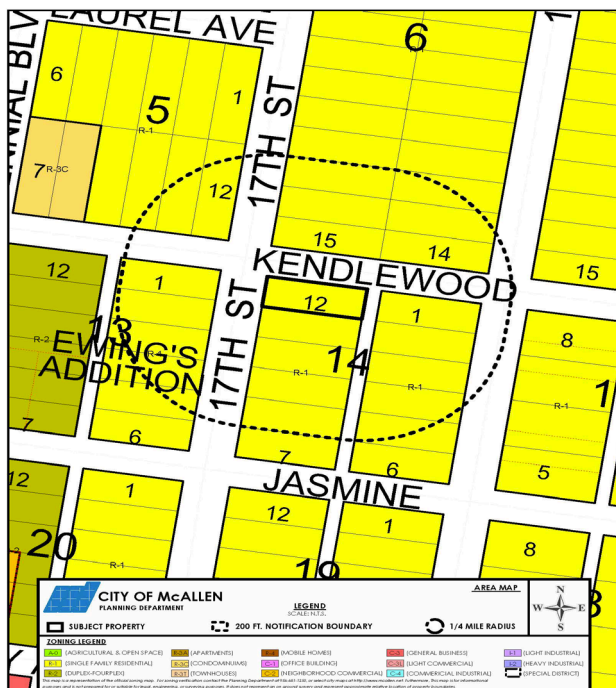 LAUREL AVE
6
R-1
6
5
1
R-1
7 R-3C
12
17TH ST
15
14
KENDLEWOOD
15
12
1
12
1
8
R-2
13
R-1
17TH ST
14
R-1
R-1
R-1
EWING'S
ADDITION
7
6
7
6
5
JASMINE
12
1
12
1
8
20
R-1
19
CITY OF McALLEN
PLANNING DEPARTMENT
LEGEND
SCALE: N.T.S.
AREA MAP
N
W E
S
SUBJECT PROPERTY
200 FT. NOTIFICATION BOUNDARY
1/4 MILE RADIUS
ZONING LEGEND
A-O (AGRICULTURAL & OPEN SPACE) R-3A (APARTMENTS) R-4 (MOBILE HOMES) C-3 (GENERAL BUSINESS) I-1 (LIGHT INDUSTRIAL)
R-1 (SINGLE FAMILY RESIDENTIAL) R-3C (CONDOMINIUMS) C-1 (OFFICE BUILDING) C-3L (LIGHT COMMERCIAL) I-2 (HEAVY INDUSTRIAL)
R-2 (DUPLEX-FOURPLEX) R-3T (TOWNHOUSES) C-2 (NEIGHBORHOOD COMMERCIAL) C-4 (COMMERCIAL INDUSTRIAL) (SPECIAL DISTRICT)